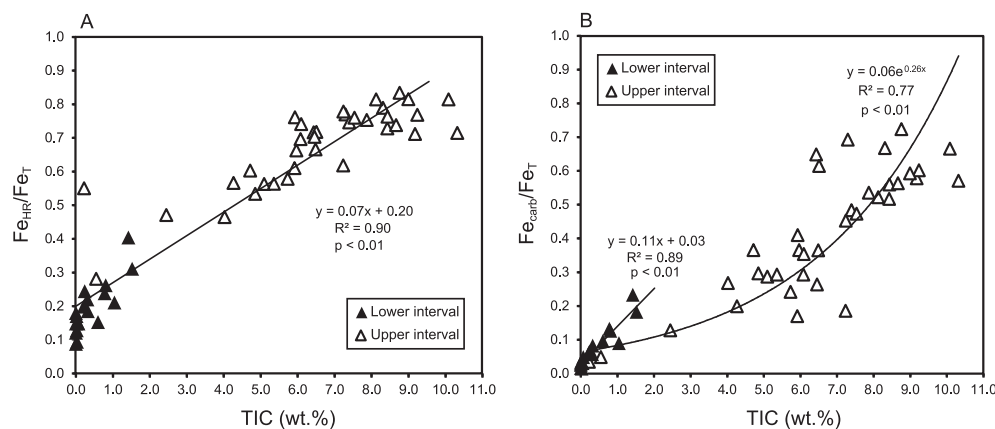 A
Fe_HR/Fe_T
1.0
0.9
0.8
0.7
0.6
0.5
0.4
0.3
0.2
0.1
0.0
y = 0.07x + 0.20
R² = 0.90
p < 0.01
Lower interval
Upper interval
0.0 1.0 2.0 3.0 4.0 5.0 6.0 7.0 8.0 9.0 10.0 11.0
TIC (wt.%)
B
Fe_carb/Fe_T
1.0
0.9
0.8
0.7
0.6
0.5
0.4
0.3
0.2
0.1
0.0
Lower interval
Upper interval
y = 0.06e^0.26x
R² = 0.77
p < 0.01
y = 0.11x + 0.03
R² = 0.89
p < 0.01
0.0 1.0 2.0 3.0 4.0 5.0 6.0 7.0 8.0 9.0 10.0 11.0
TIC (wt.%)